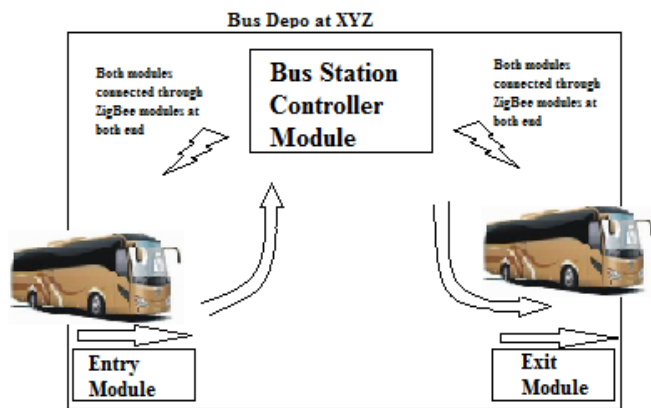 Bus Depo at XYZ
Both modules
connected through
ZigBee modules at
both end
Bus Station
Controller
Module
Both modules
connected through
ZigBee modules at
both end
Entry
Module
Exit
Module